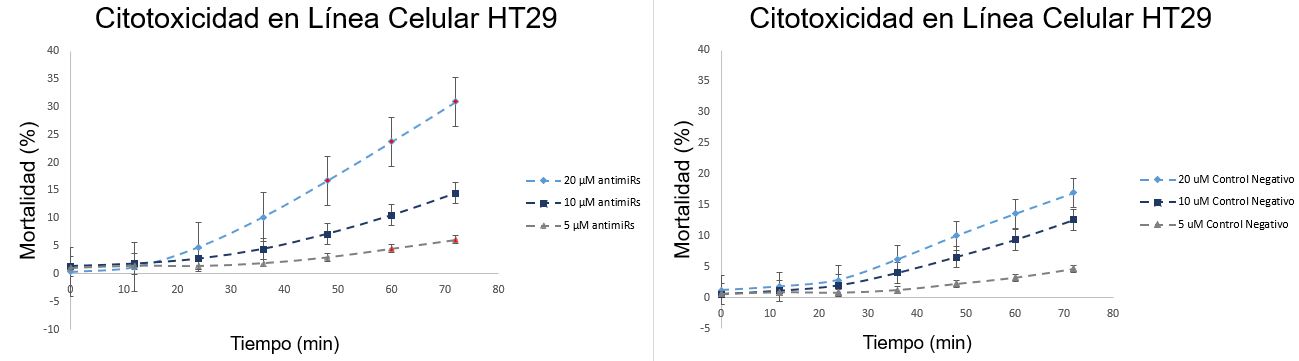 Citotoxicidad en Línea Celular HT29
40
35
30
25
20
15
10
5
0
-5
-10
0 10 20 30 40 50 60 70 80
Mortalidad (%)
Tiempo (min)
20 µM antimiRs
10 µM antimiRs
5 µM antimiRs
Citotoxicidad en Línea Celular HT29
40
35
30
25
20
15
10
5
0
-5
0 10 20 30 40 50 60 70 80
Mortalidad (%)
Tiempo (min)
20 uM Control Negativo
10 uM Control Negativo
5 uM Control Negativo